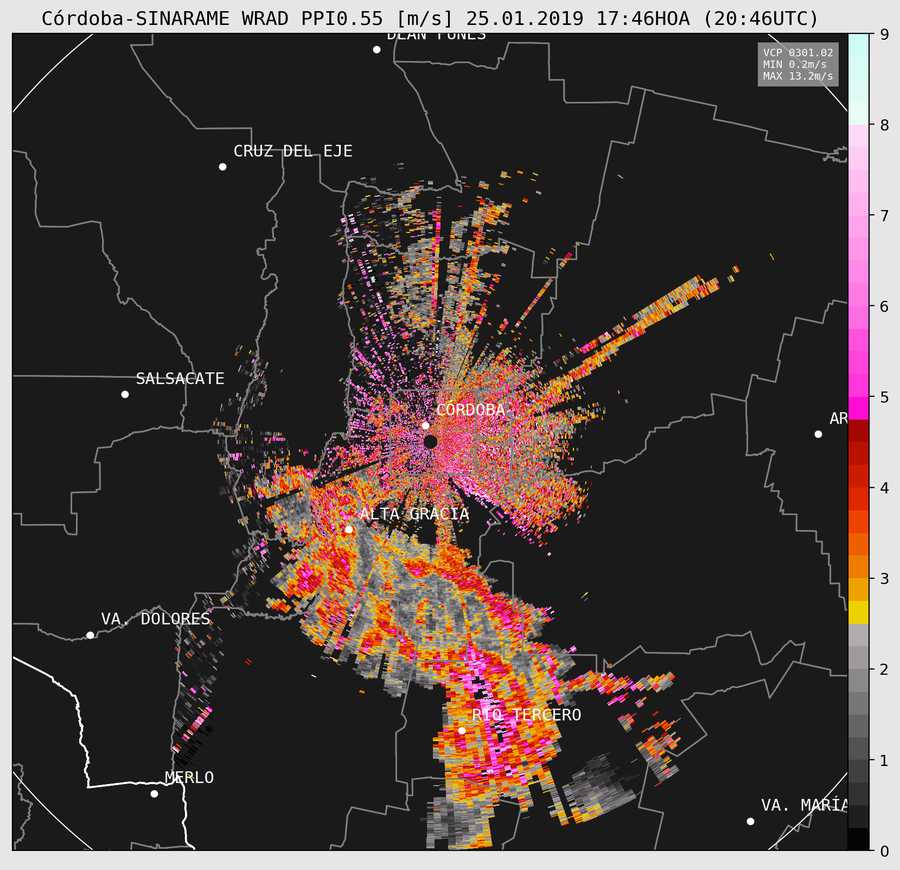 Córdoba-SINARAME WRAD PPI0.55 [m/s] 25.01.2019 17:46HOA (20:46UTC)
DEAN FUNES
VCP 0301.02
MIN 0.2m/s
MAX 13.2m/s
CRUZ DEL EJE
SALSACATE
CÓRDOBA
AR
ALTA GRACIA
VA. DOLORES
RIO TERCERO
MERLO
VA. MARÍA
9
8
7
6
5
4
3
2
1
0